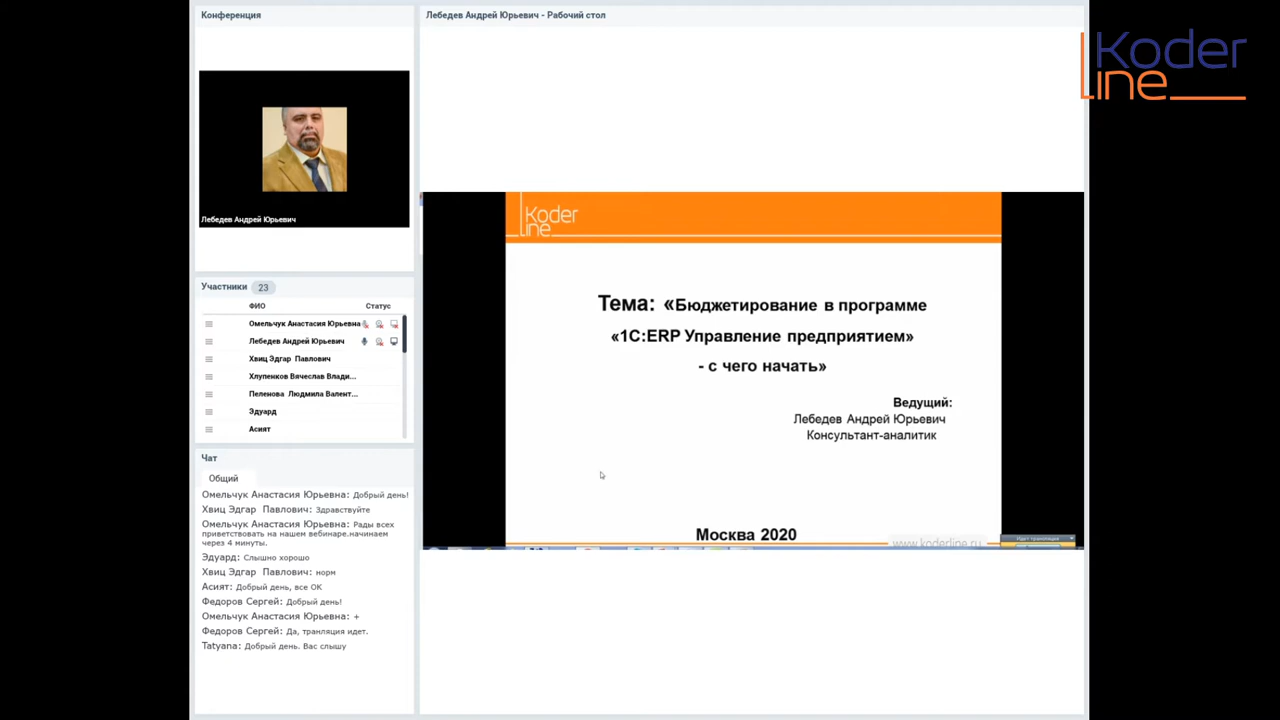 Конференция
Лебедев Андрей Юрьевич
Участники 23
ФИО Статус
Омельчук Анастасия Юрьевна
Лебедев Андрей Юрьевич
Хвиц Эдгар Павлович
Хлупенков Вячеслав Влади...
Пеленова Людмила Валент...
Эдуард
Асият
Чат
Общий
Омельчук Анастасия Юрьевна: Добрый день!
Хвиц Эдгар Павлович: Здравствуйте
Омельчук Анастасия Юрьевна: Рады всех
приветствовать на нашем вебинаре.начинаем
через 4 минуты.
Эдуард: Слышно хорошо
Хвиц Эдгар Павлович: норм
Асият: Добрый день, все ОК
Федоров Сергей: Добрый день!
Омельчук Анастасия Юрьевна: +
Федоров Сергей: Да, транляция идет.
Tatyana: Добрый день. Вас слышу
Лебедев Андрей Юрьевич - Рабочий стол
Koder
line
Koder
line
Тема: «Бюджетирование в программе
«1С:ERP Управление предприятием»
- с чего начать»
Ведущий:
Лебедев Андрей Юрьевич
Консультант-аналитик
Москва 2020
www.koderline.ru
Идет трансляция